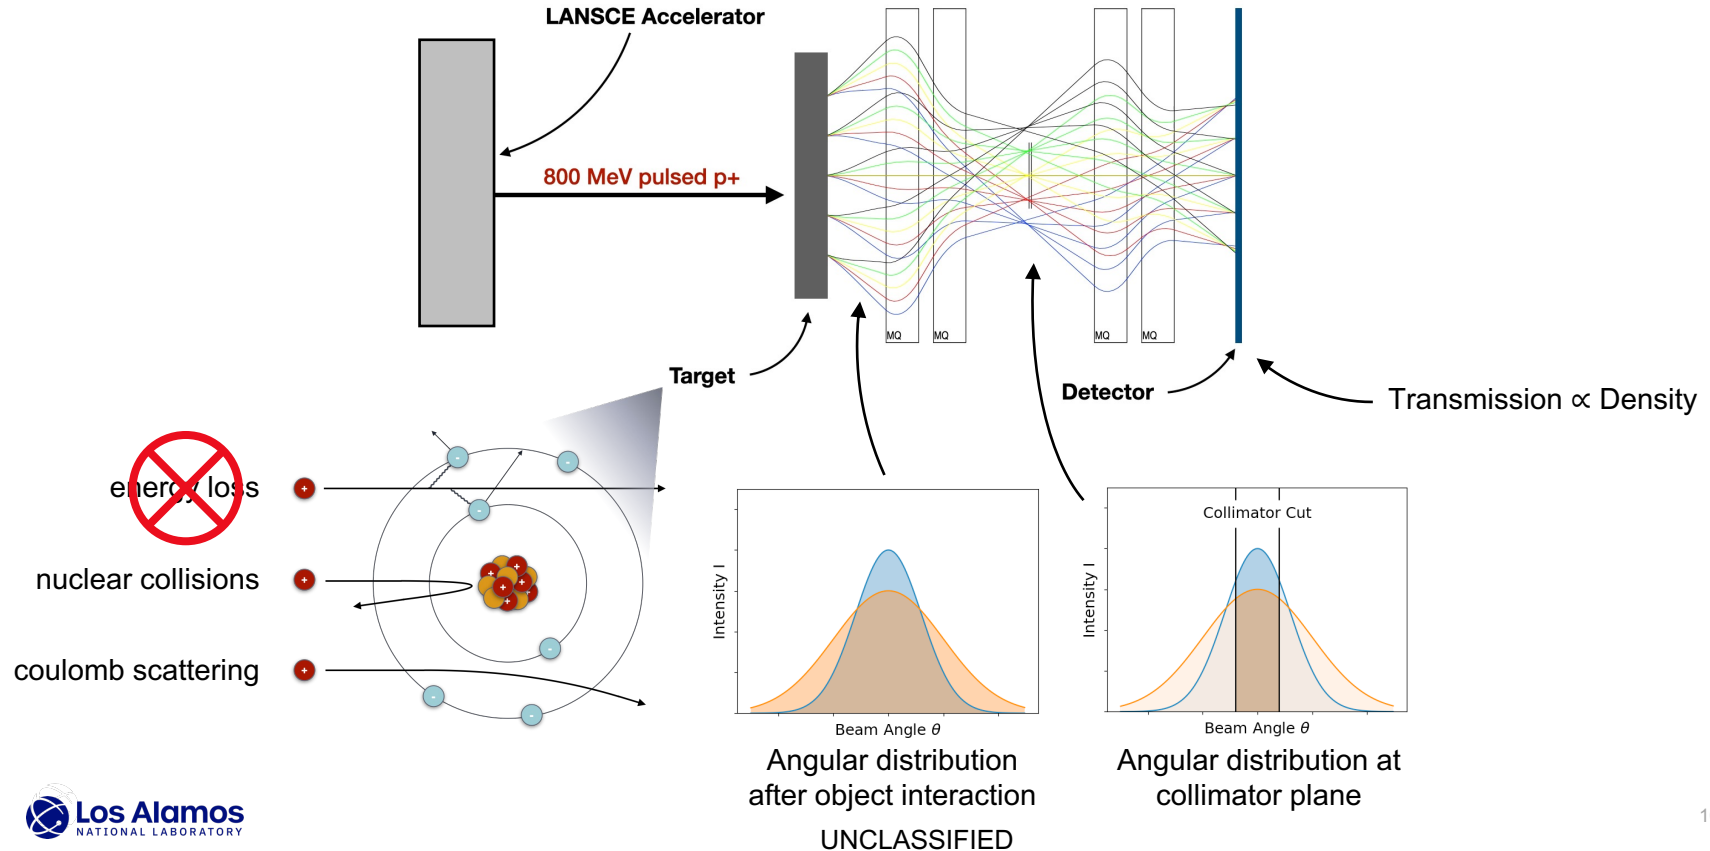 LANSCE Accelerator
800 MeV pulsed p+
MQ
MQ
MQ
MQ
Target
Detector
Transmission ∝ Density
energy loss
nuclear collisions
coulomb scattering
Intensity I
Beam Angle θ
Angular distribution
after object interaction
Collimator Cut
Intensity I
Beam Angle θ
Angular distribution at
collimator plane
Los Alamos
NATIONAL LABORATORY
UNCLASSIFIED
1